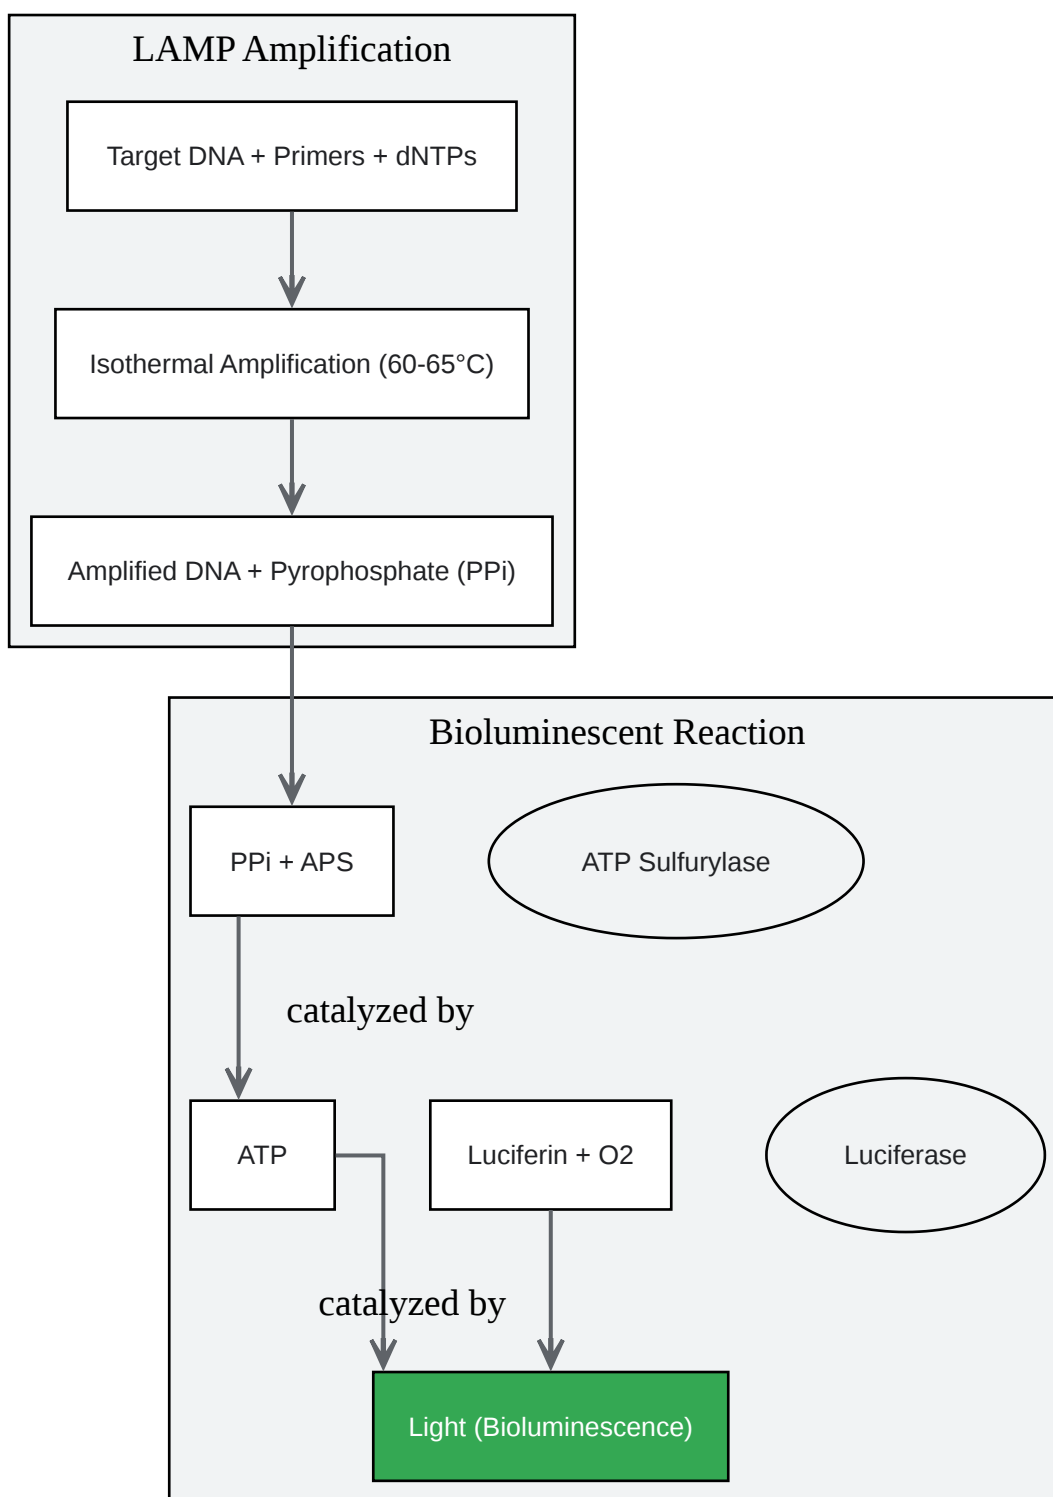 LAMP Amplification
Target DNA + Primers + dNTPs
Isothermal Amplification (60-65°C)
Amplified DNA + Pyrophosphate (PPi)
Bioluminescent Reaction
PPi + APS
ATP Sulfurylase
catalyzed by
ATP
Luciferin + O2
Luciferase
catalyzed by
Light (Bioluminescence)